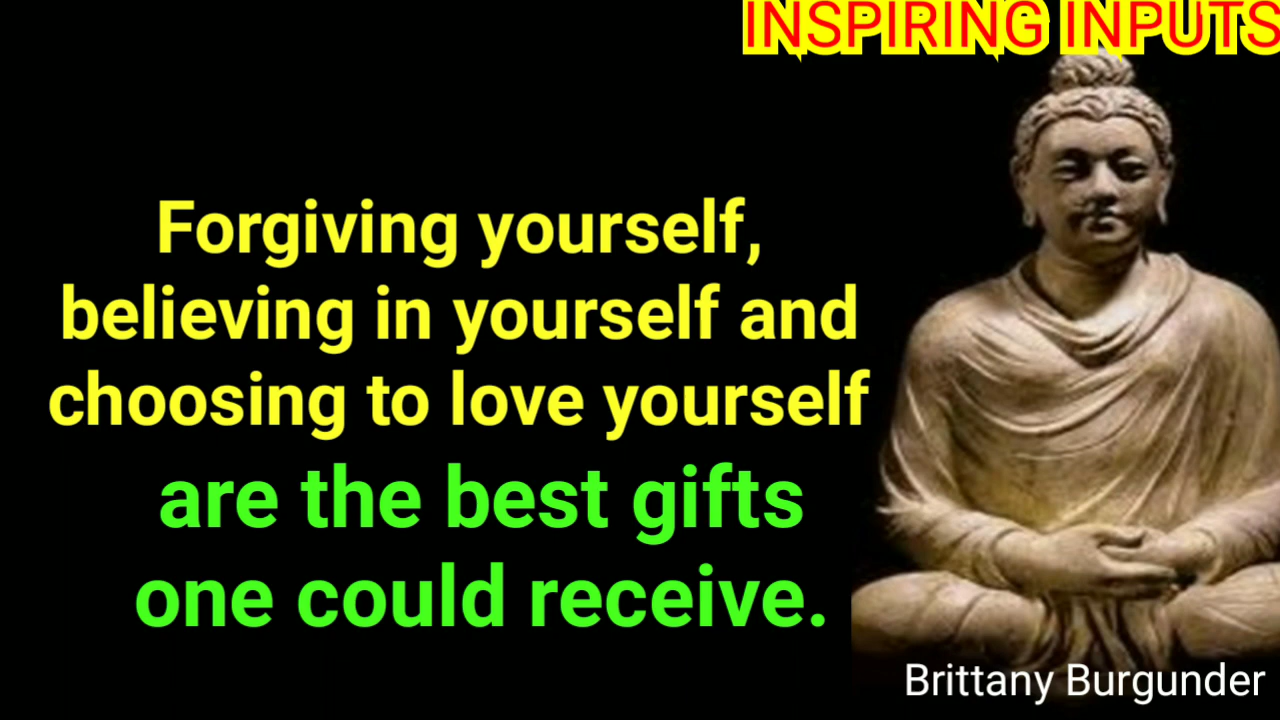 INSPIRING INPUTS
Forgiving yourself,
believing in yourself and
choosing to love yourself
are the best gifts
one could receive.
Brittany Burgunder